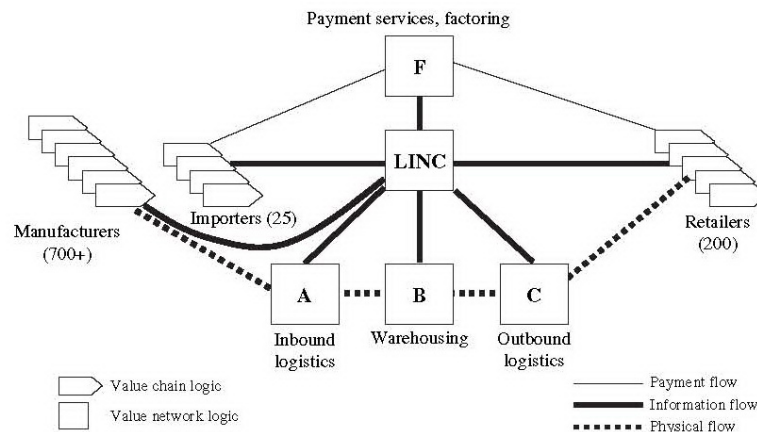 Payment services, factoring
F
LINC
Importers (25)
Manufacturers
(700+)
Retailers
(200)
A
B
C
Inbound
logistics
Warehousing
Outbound
logistics
Value chain logic
Value network logic
Payment flow
Information flow
Physical flow